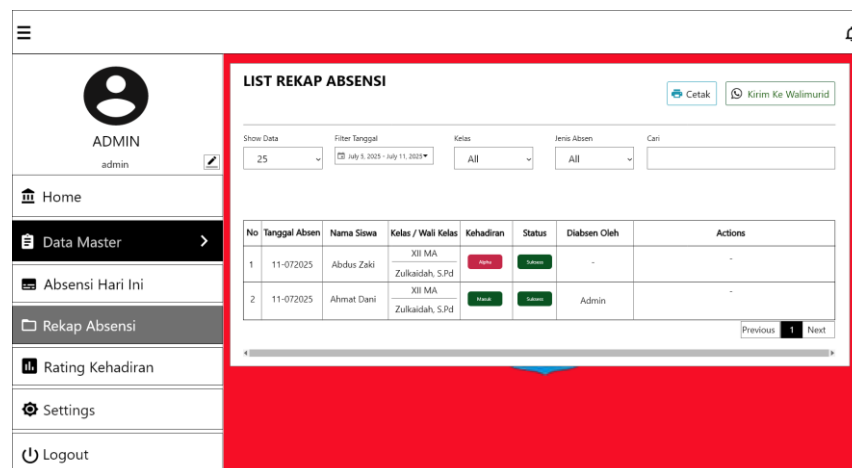 ADMIN
admin
Home
Data Master
Absensi Hari Ini
Rekap Absensi
Rating Kehadiran
Settings
Logout
LIST REKAP ABSENSI
Cetak
Kirim Ke Walimurid
Show Data Filter Tanggal Kelas Jenis Absen Cari
25 July 5, 2025 - July 11, 2025 All All
No Tanggal Absen Nama Siswa Kelas / Wali Kelas Kehadiran Status Diabsen Oleh Actions
XII MA
1 11-072025 Abdus Zaki Alpha Sukses - -
Zulkaidah, S.Pd
XII MA
2 11-072025 Ahmat Dani Masuk Sukses Admin -
Zulkaidah, S.Pd
Previous 1 Next